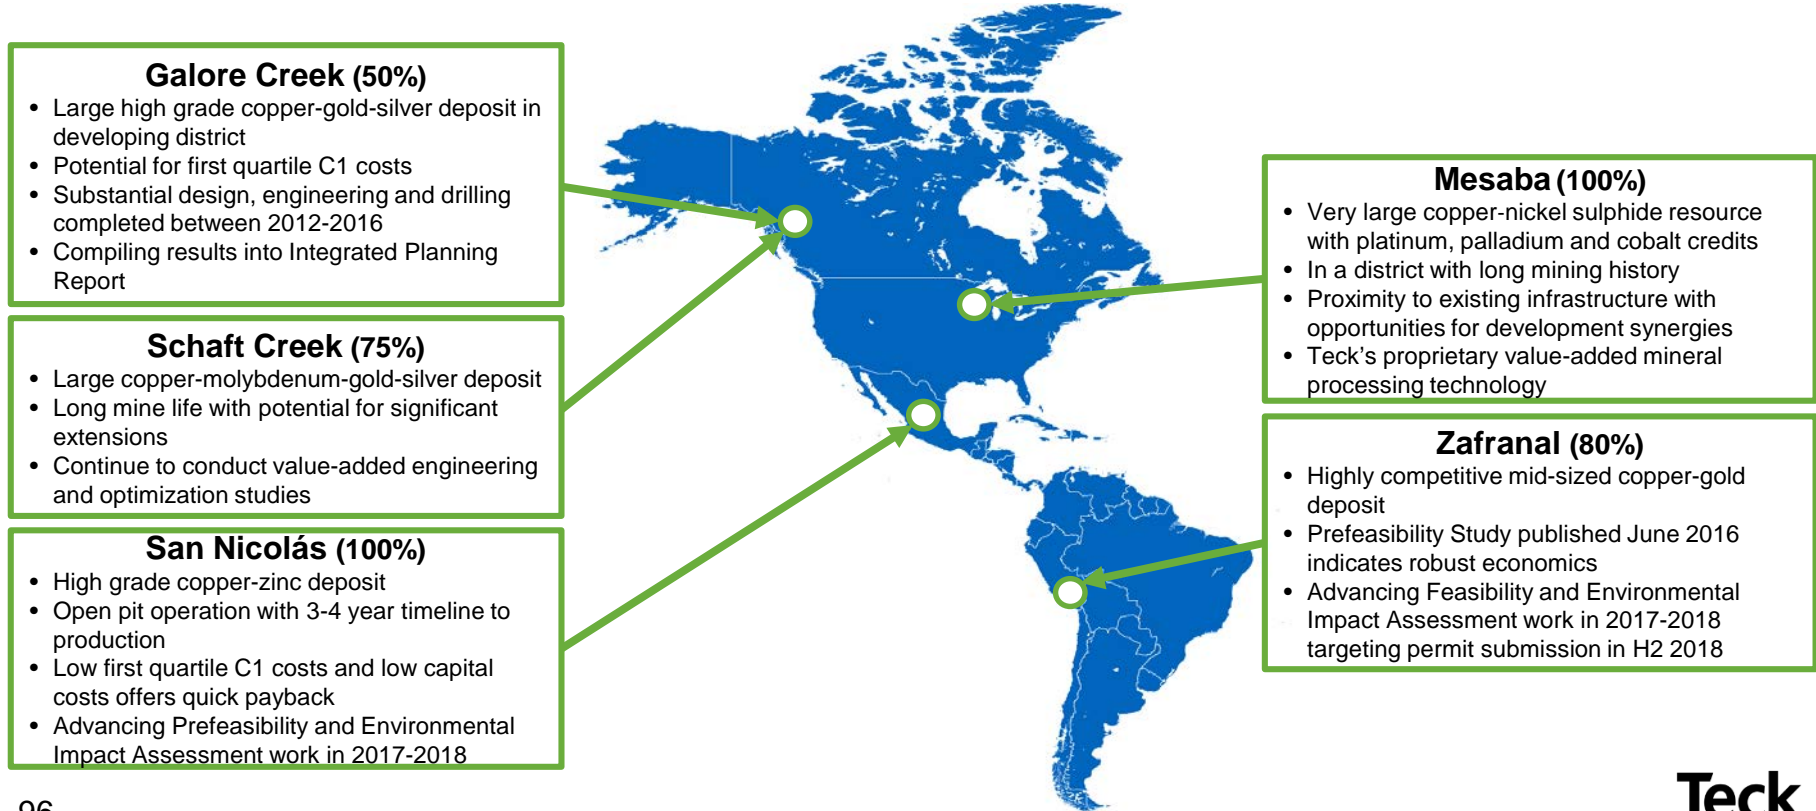 Galore Creek (50%)
• Large high grade copper-gold-silver deposit in
developing district
• Potential for first quartile C1 costs
• Substantial design, engineering and drilling
completed between 2012-2016
• Compiling results into Integrated Planning
Report
Schaft Creek (75%)
• Large copper-molybdenum-gold-silver deposit
• Long mine life with potential for significant
extensions
• Continue to conduct value-added engineering
and optimization studies
San Nicolás (100%)
• High grade copper-zinc deposit
• Open pit operation with 3-4 year timeline to
production
• Low first quartile C1 costs and low capital
costs offers quick payback
• Advancing Prefeasibility and Environmental
Impact Assessment work in 2017-2018
Mesaba (100%)
• Very large copper-nickel sulphide resource
with platinum, palladium and cobalt credits
• In a district with long mining history
• Proximity to existing infrastructure with
opportunities for development synergies
• Teck's proprietary value-added mineral
processing technology
Zafranal (80%)
• Highly competitive mid-sized copper-gold
deposit
• Prefeasibility Study published June 2016
indicates robust economics
• Advancing Feasibility and Environmental
Impact Assessment work in 2017-2018
targeting permit submission in H2 2018
96
Teck